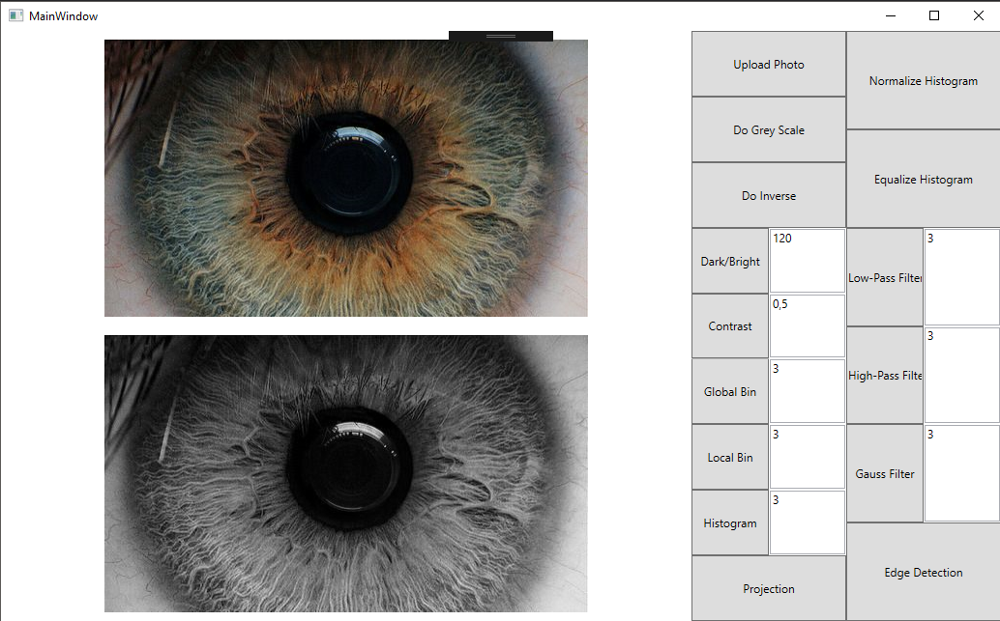 MainWindow
Upload Photo
Do Grey Scale
Do Inverse
Dark/Bright
120
Contrast
0,5
Global Bin
3
Local Bin
3
Histogram
3
Projection
Normalize Histogram
Equalize Histogram
Low-Pass Filter
3
High-Pass Filte
3
Gauss Filter
3
Edge Detection